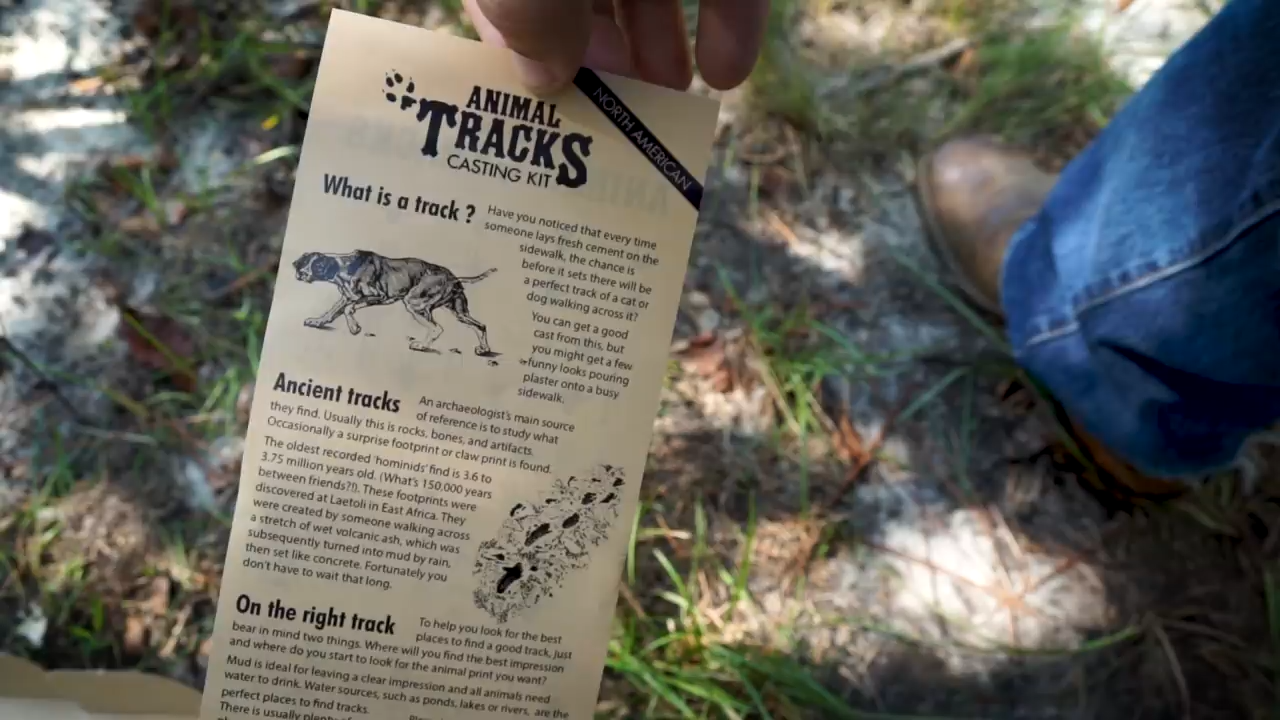 ANIMAL
TRACKS
CASTING KIT
NORTH AMERICAN
What is a track ?
Have you noticed that every time
someone lays fresh cement on the
sidewalk, the chance is
before it sets there will be
a perfect track of a cat or
dog walking across it?
You can get a good
cast from this, but
you might get a few
funny looks pouring
plaster onto a busy
sidewalk.
Ancient tracks
An archaeologist's main source
of reference is to study what
they find. Usually this is rocks, bones, and artifacts.
Occasionally a surprise footprint or claw print is found.
The oldest recorded 'hominids' find is 3.6 to
3.75 million years old. (What's 150,000 years
between friends?!). These footprints were
discovered at Laetoli in East Africa. They
were created by someone walking across
a stretch of wet volcanic ash, which was
subsequently turned into mud by rain,
then set like concrete. Fortunately you
don't have to wait that long.
On the right track
To help you look for the best
places to find a good track, just
bear in mind two things. Where will you find the best impression
and where do you start to look for the animal print you want?
Mud is ideal for leaving a clear impression and all animals need
water to drink. Water sources, such as ponds, lakes or rivers, are the
perfect places to find tracks.
There is usually